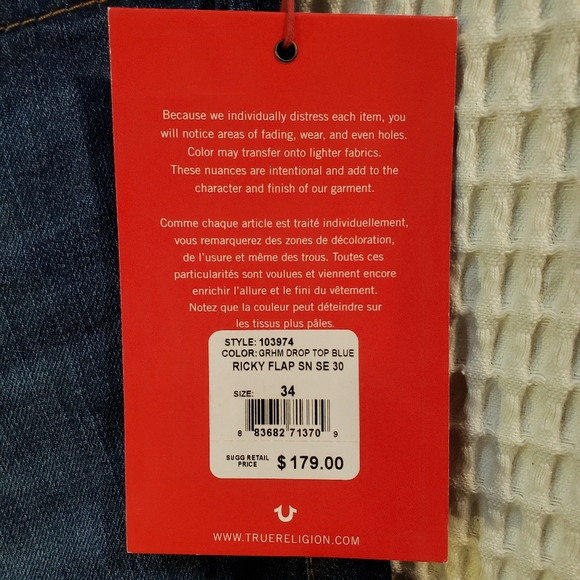 Because we individually distress each item, you
will notice areas of fading, wear, and even holes.
Color may transfer onto lighter fabrics.
These nuances are intentional and add to the
character and finish of our garment.
Comme chaque article est traité individuellement,
vous remarquerez des zones de décoloration,
de l'usure et même des trous. Toutes ces
particularités sont voulues et viennent encore
enrichir l'allure et le fini du vêtement.
Notez que la couleur peut déteindre sur
les tissus plus pâles.
STYLE: 103974
COLOR: GRHM DROP TOP BLUE
RICKY FLAP SN SE 30
SIZE: 34
8 83682 71370 9
SUGG RETAIL
PRICE $179.00
WWW.TRUERELIGION.COM